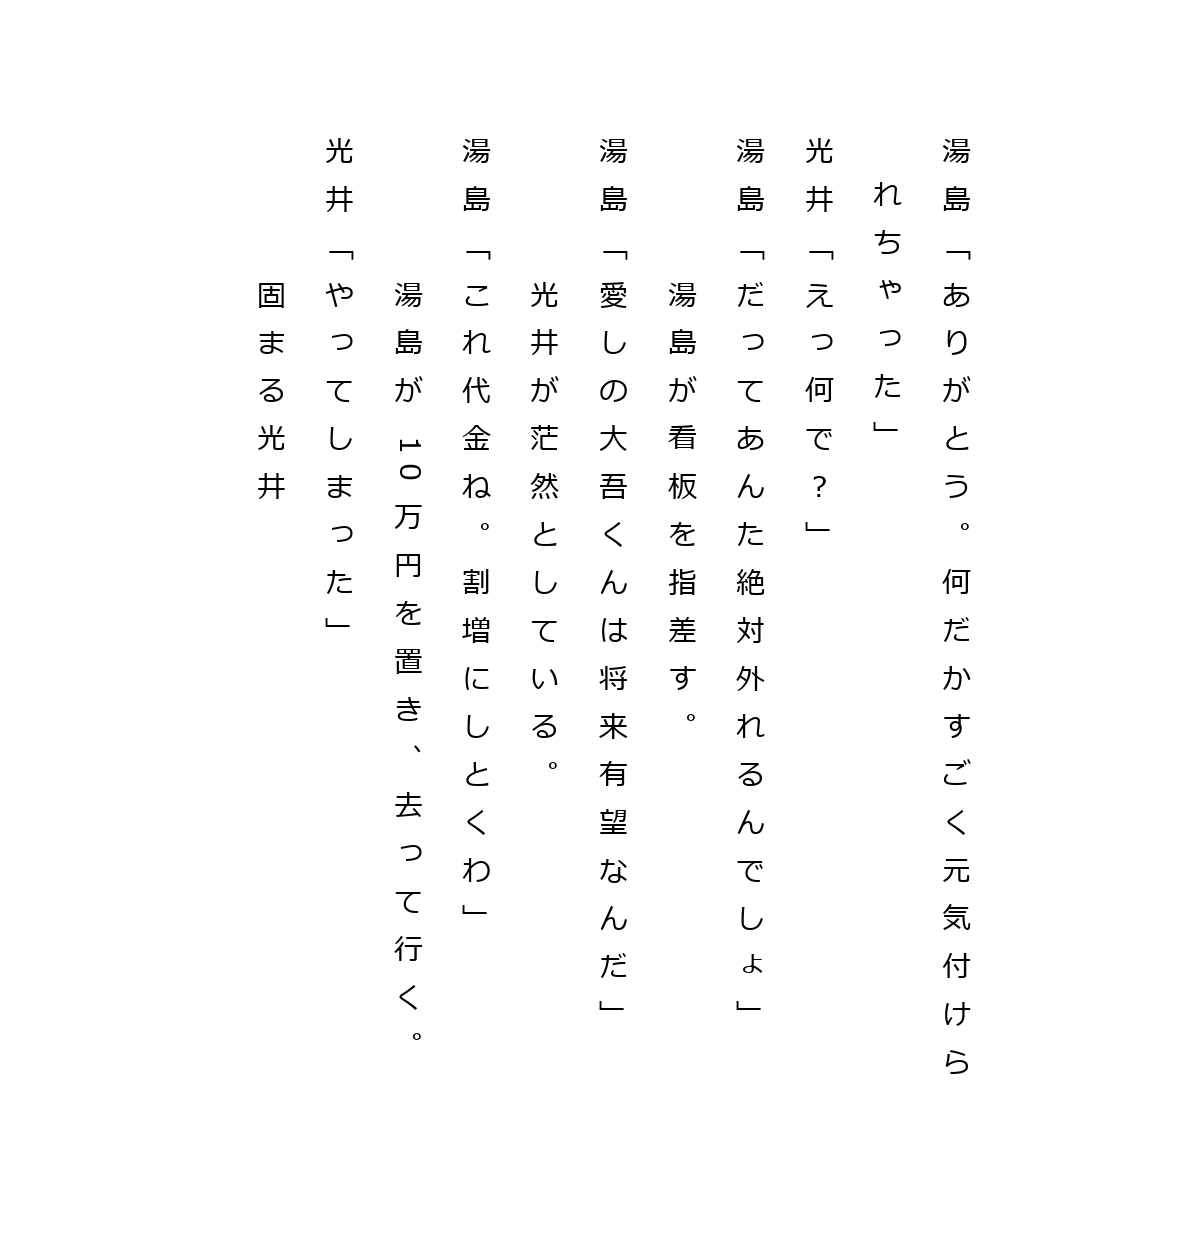 湯島「ありがとう。何だかすごく元気付けら
れちゃった」
光井「えっ何で?」
湯島「だってあんた絶対外れるんでしょ」
湯島が看板を指差す。
湯島「愛しの大吾くんは将来有望なんだ」
光井が茫然としている。
湯島「これ代金ね。割増にしとくわ」
湯島が10万円を置き、去って行く。
光井「やってしまった」
固まる光井